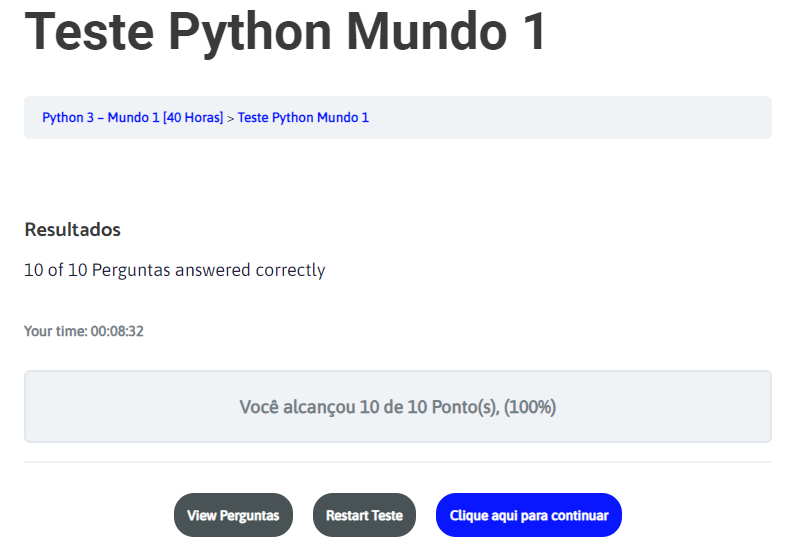 Teste Python Mundo 1
Python 3 – Mundo 1 [40 Horas] > Teste Python Mundo 1
Resultados
10 of 10 Perguntas answered correctly
Your time: 00:08:32
Você alcançou 10 de 10 Ponto(s), (100%)
View Perguntas
Restart Teste
Clique aqui para continuar